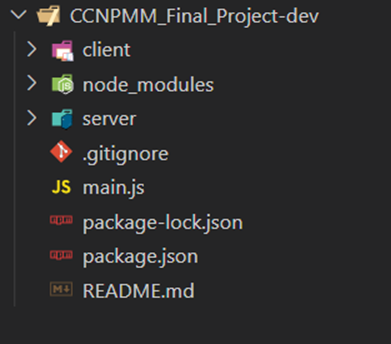 CCNPMM_Final_Project-dev
client
node_modules
server
.gitignore
JS main.js
package-lock.json
package.json
README.md